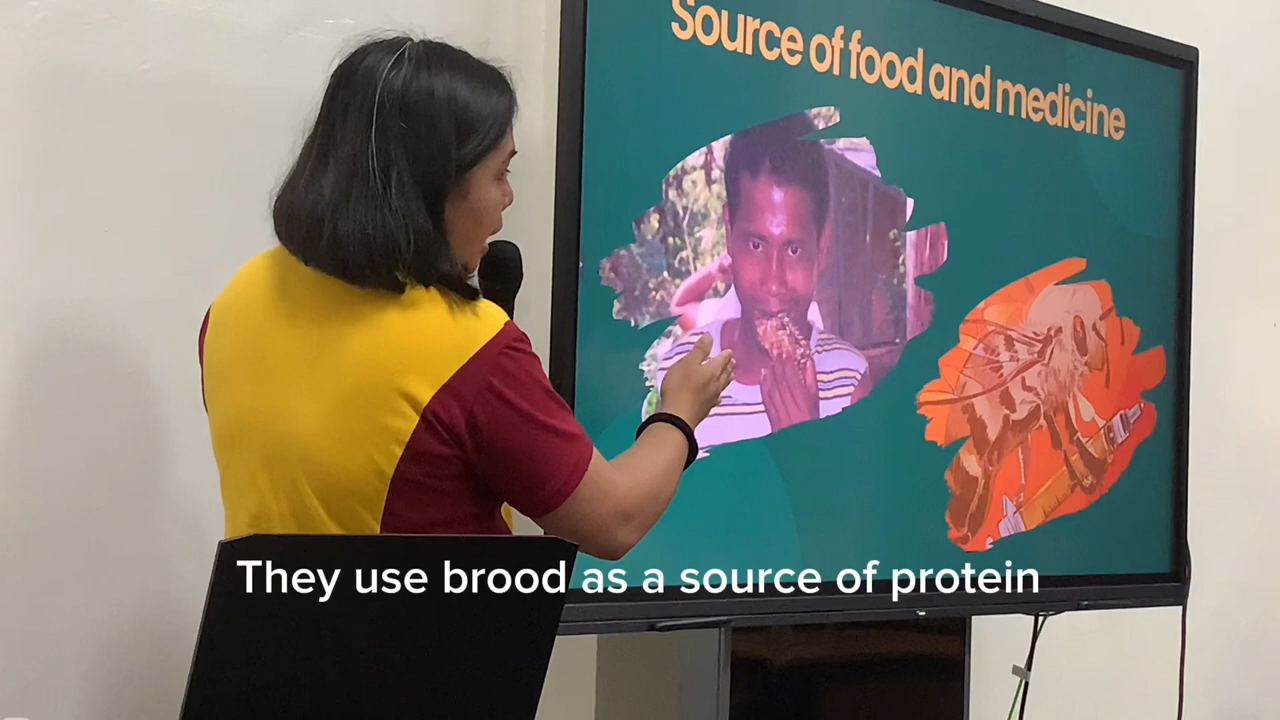 Source of food and medicine
They use brood as a source of protein